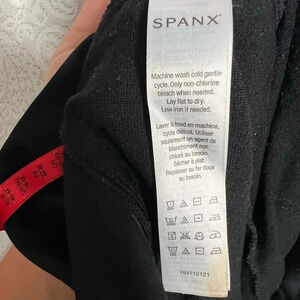 SPANX®
Machine wash cold gentle
cycle. Only non-chlorine
bleach when needed.
Lay flat to dry.
Low iron if needed.
Laver à froid en machine,
cycle délicat. Utiliser
seulement un agent de
blanchiment non
chloré au besoin.
Sécher à plat.
Repasser au fer doux
au besoin.
RN112121